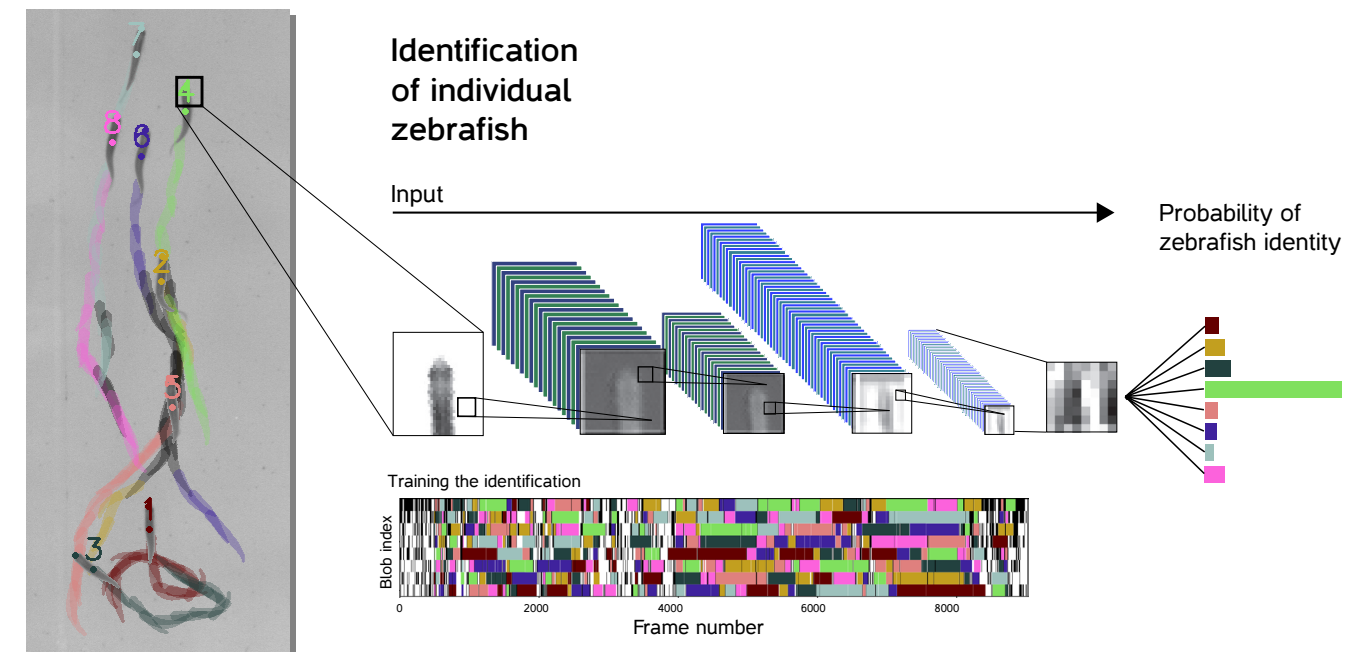 7
4
8
6
2
5
1
3
Identification
of individual
zebrafish
Input
Probability of
zebrafish identity
Training the identification
Blob index
0 2000 4000 6000 8000
Frame number